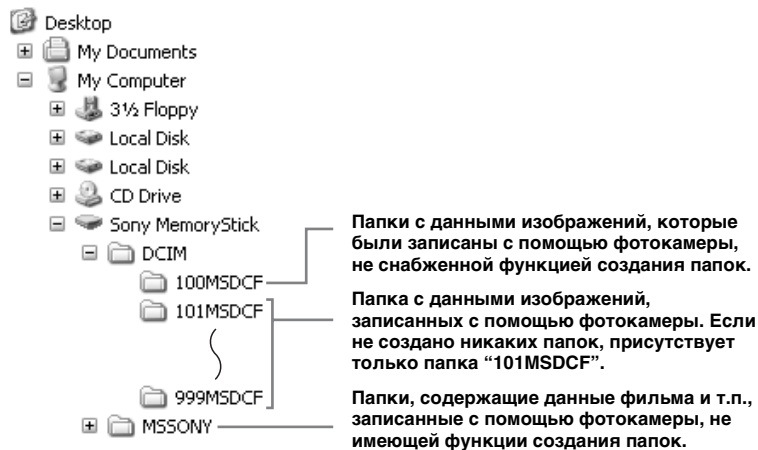 Desktop
My Documents
My Computer
3½ Floppy
Local Disk
Local Disk
CD Drive
Sony MemoryStick
DCIM
100MSDCF
101MSDCF
999MSDCF
MSSONY
Папки с данными изображений, которые
были записаны с помощью фотокамеры,
не снабженной функцией создания папок.
Папка с данными изображений,
записанных с помощью фотокамеры. Если
не создано никаких папок, присутствует
только папка “101MSDCF”.
Папки, содержащие данные фильма и т.п.,
записанные с помощью фотокамеры, не
имеющей функции создания папок.